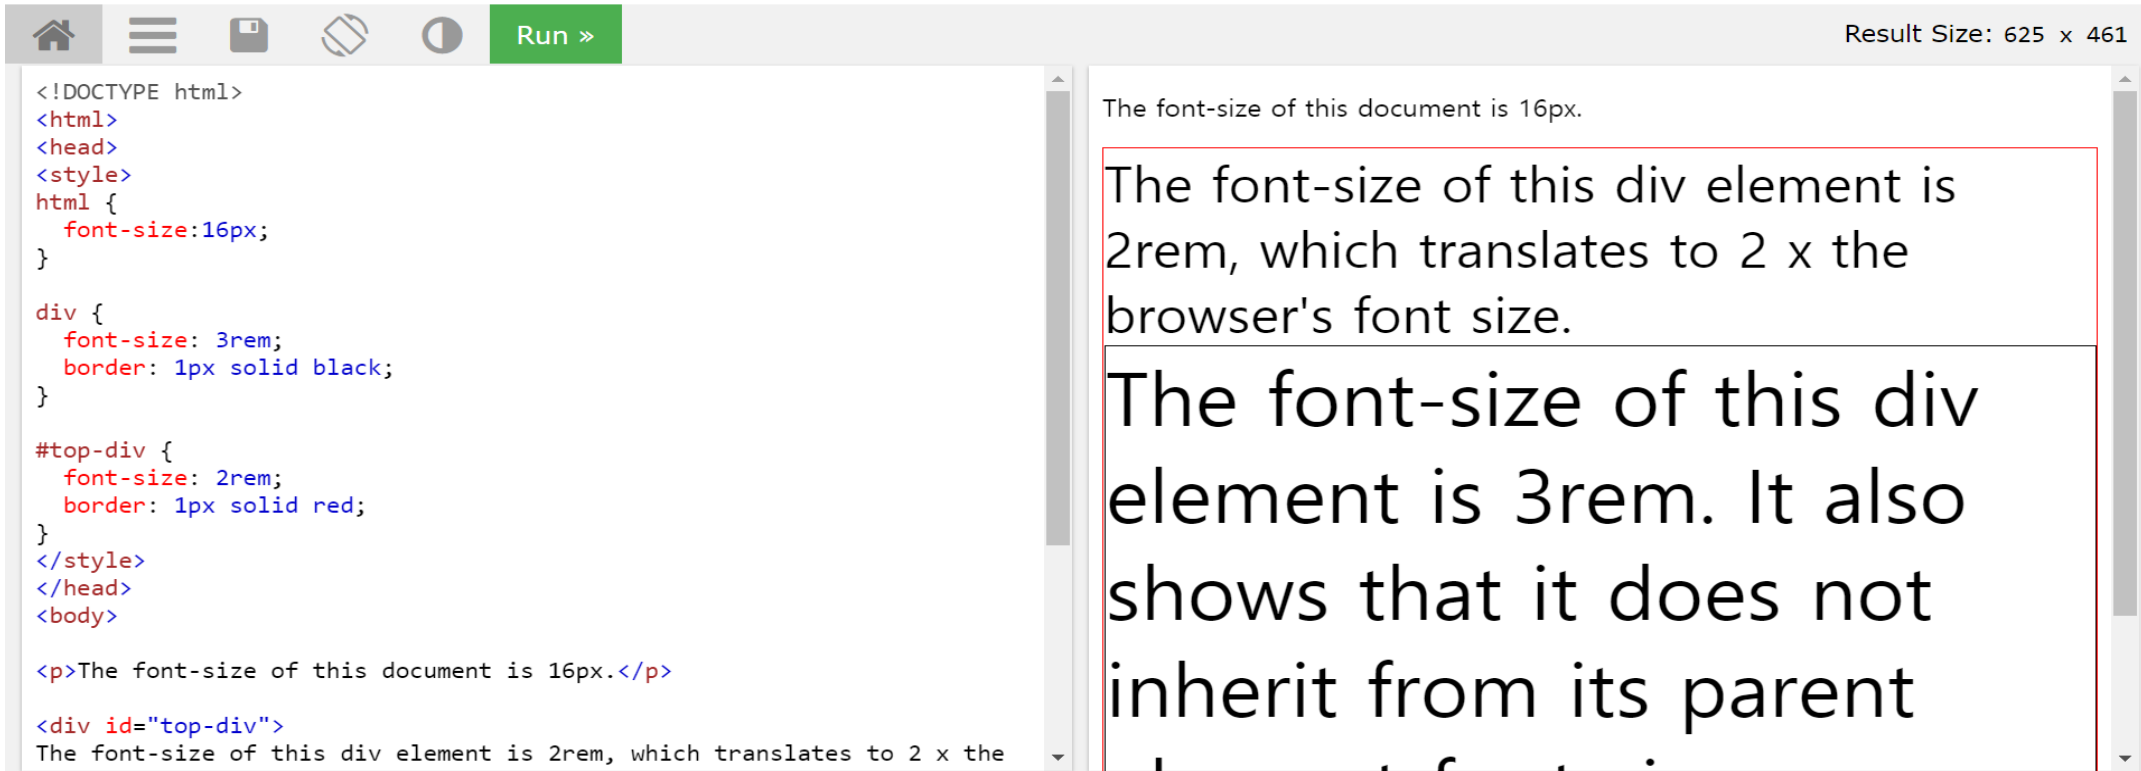 Run »
Result Size: 625 x 461
<!DOCTYPE html>
<html>
<head>
<style>
html {
  font-size:16px;
}

div {
  font-size: 3rem;
  border: 1px solid black;
}

#top-div {
  font-size: 2rem;
  border: 1px solid red;
}
</style>
</head>
<body>

<p>The font-size of this document is 16px.</p>

<div id="top-div">
The font-size of this div element is 2rem, which translates to 2 x the
The font-size of this document is 16px.
The font-size of this div element is
2rem, which translates to 2 x the
browser's font size.
The font-size of this div
element is 3rem. It also
shows that it does not
inherit from its parent